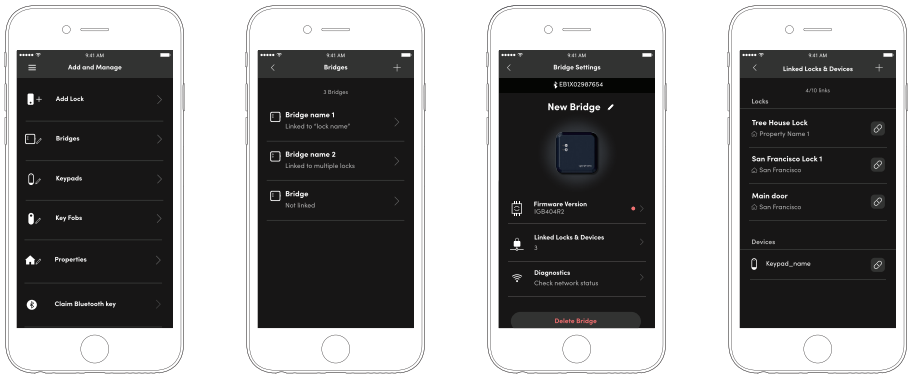 9:41 AM
Add and Manage
Add Lock
Bridges
Keypads
Key Fobs
Properties
Claim Bluetooth key
9:41 AM
Bridges
3 Bridges
Bridge name 1
Linked to "lock name"
Bridge name 2
Linked to multiple locks
Bridge
Not linked
9:41 AM
Bridge Settings
EB1X02987654
New Bridge
Firmware Version
IGB404R2
Linked Locks & Devices
3
Diagnostics
Check network status
Delete Bridge
9:41 AM
Linked Locks & Devices
4/10 links
Locks
Tree House Lock
Property Name 1
San Francisco Lock 1
San Francisco
Main door
San Francisco
Devices
Keypad_name